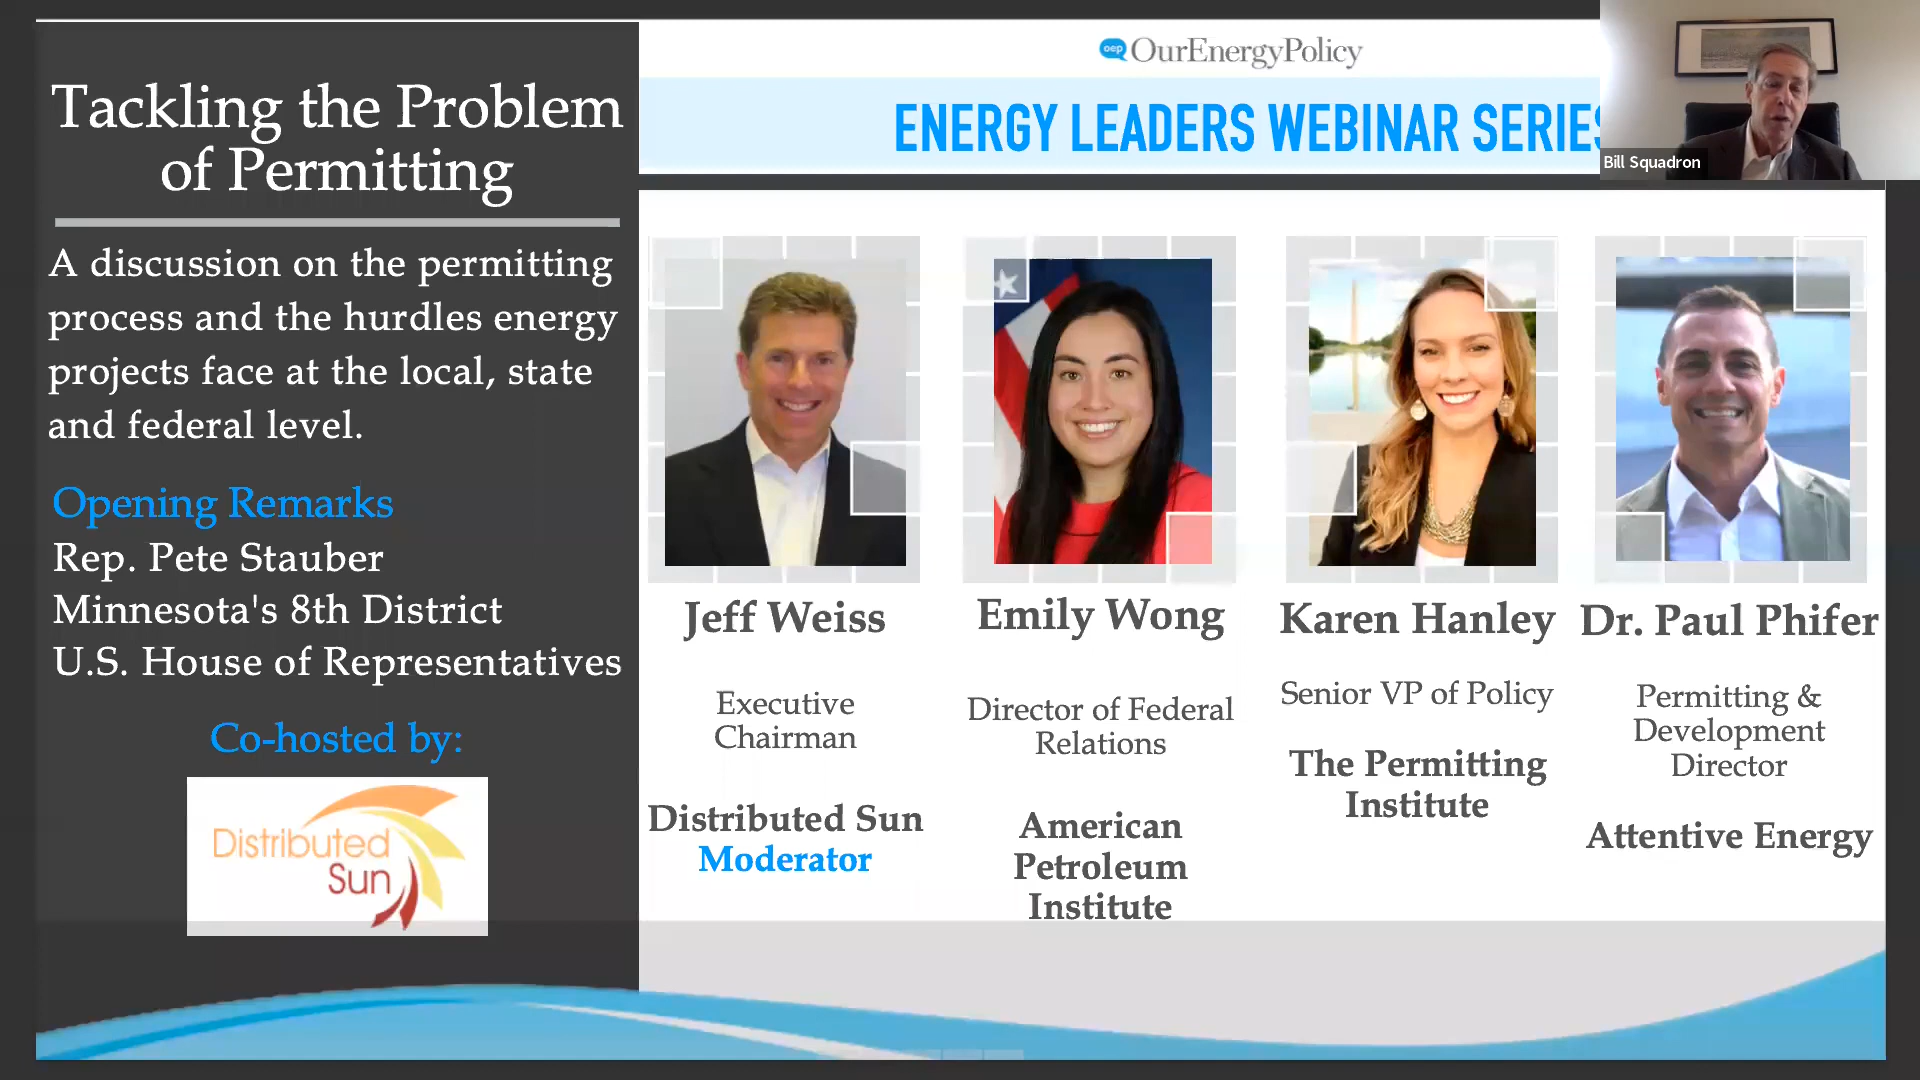 Tackling the Problem
of Permitting
A discussion on the permitting
process and the hurdles energy
projects face at the local, state
and federal level.
Opening Remarks
Rep. Pete Stauber
Minnesota's 8th District
U.S. House of Representatives
Co-hosted by:
Distributed
Sun
oep OurEnergyPolicy
ENERGY LEADERS WEBINAR SERIES
Bill Squadron
Jeff Weiss
Executive
Chairman
Distributed Sun
Moderator
Emily Wong
Director of Federal
Relations
American
Petroleum
Institute
Karen Hanley
Senior VP of Policy
The Permitting
Institute
Dr. Paul Phifer
Permitting &
Development
Director
Attentive Energy